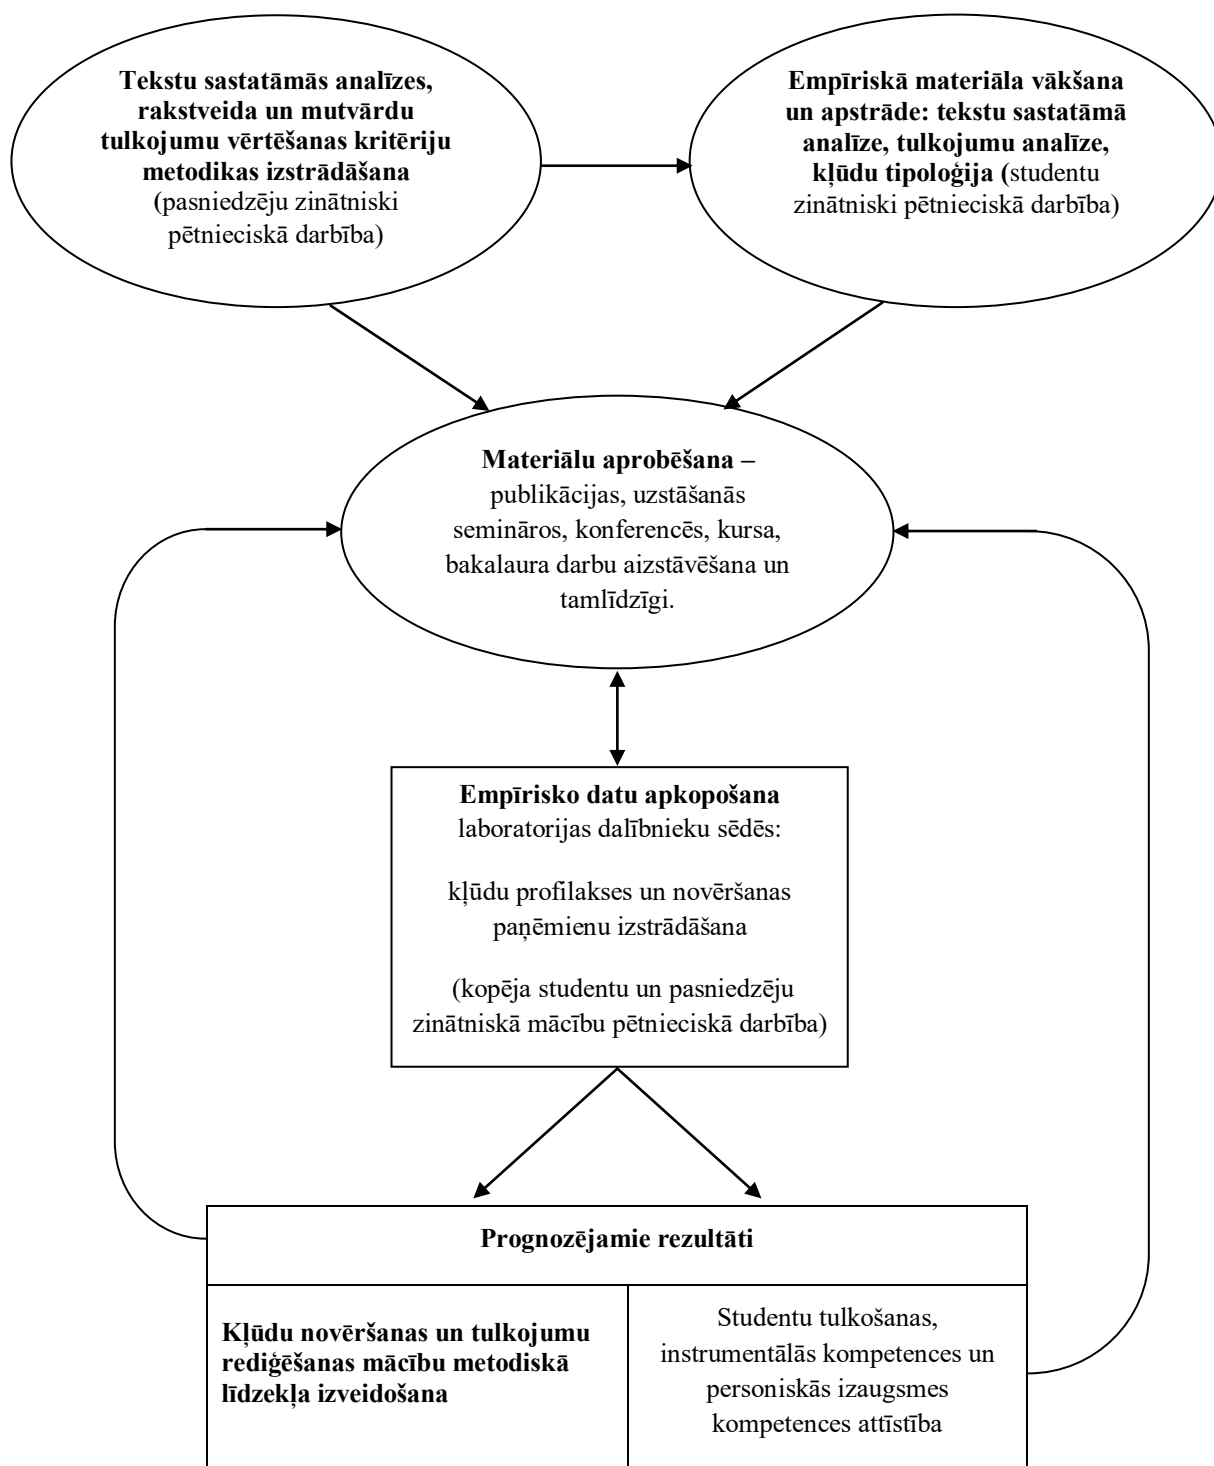 Tekstu sastatāmās analīzes,
rakstveida un mutvārdu
tulkojumu vērtēšanas kritēriju
metodikas izstrādāšana
(pasniedzēju zinātniski
pētnieciskā darbība)
Empīriskā materiāla vākšana
un apstrāde: tekstu sastatāmā
analīze, tulkojumu analīze,
kļūdu tipoloģija (studentu
zinātniski pētnieciskā darbība)
Materiālu aprobēšana –
publikācijas, uzstāšanās
semināros, konferencēs, kursa,
bakalaura darbu aizstāvēšana un
tamlīdzīgi.
Empīrisko datu apkopošana
laboratorijas dalībnieku sēdēs:
kļūdu profilakses un novēršanas
paņēmienu izstrādāšana
(kopēja studentu un pasniedzēju
zinātniskā mācību pētnieciskā darbība)
Prognozējamie rezultāti
Kļūdu novēršanas un tulkojumu
rediģēšanas mācību metodiskā
līdzekļa izveidošana
Studentu tulkošanas,
instrumentālās kompetences un
personiskās izaugsmes
kompetences attīstība